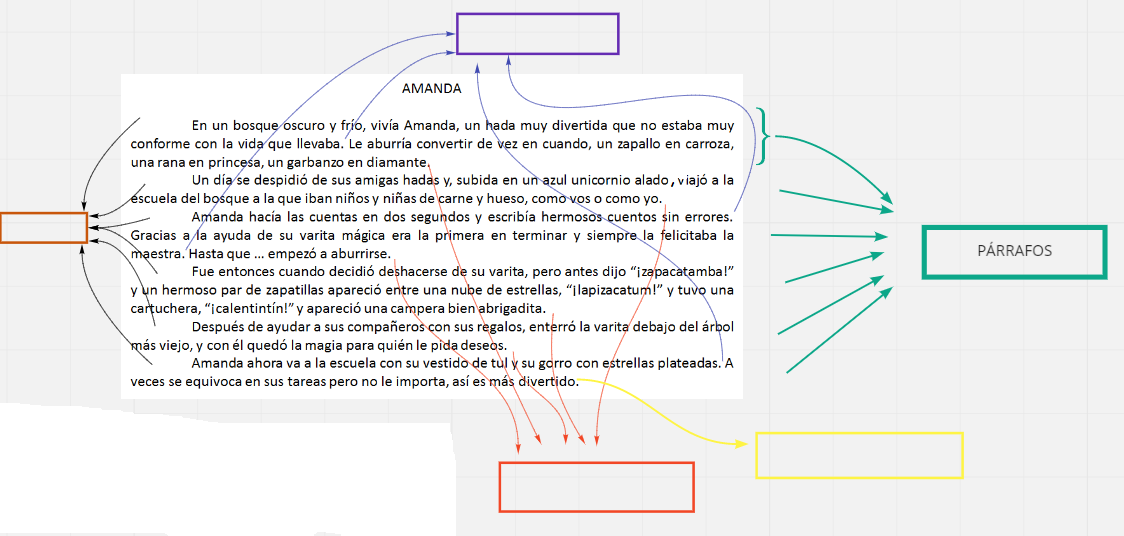 AMANDA
En un bosque oscuro y frío, vivía Amanda, un hada muy divertida que no estaba muy
conforme con la vida que llevaba. Le aburría convertir de vez en cuando, un zapallo en carroza,
una rana en princesa, un garbanzo en diamante.
Un día se despidió de sus amigas hadas y, subida en un azul unicornio alado, viajó a la
escuela del bosque a la que iban niños y niñas de carne y hueso, como vos o como yo.
Amanda hacía las cuentas en dos segundos y escribía hermosos cuentos sin errores.
Gracias a la ayuda de su varita mágica era la primera en terminar y siempre la felicitaba la
maestra. Hasta que ... empezó a aburrirse.
Fue entonces cuando decidió deshacerse de su varita, pero antes dijo “¡zapacatamba!”
y un hermoso par de zapatillas apareció entre una nube de estrellas, “¡lapizacatum!” y tuvo una
cartuchera, “¡calentintín!” y apareció una campera bien abrigadita.
Después de ayudar a sus compañeros con sus regalos, enterró la varita debajo del árbol
más viejo, y con él quedó la magia para quién le pida deseos.
Amanda ahora va a la escuela con su vestido de tul y su gorro con estrellas plateadas. A
veces se equivoca en sus tareas pero no le importa, así es más divertido.
PÁRRAFOS